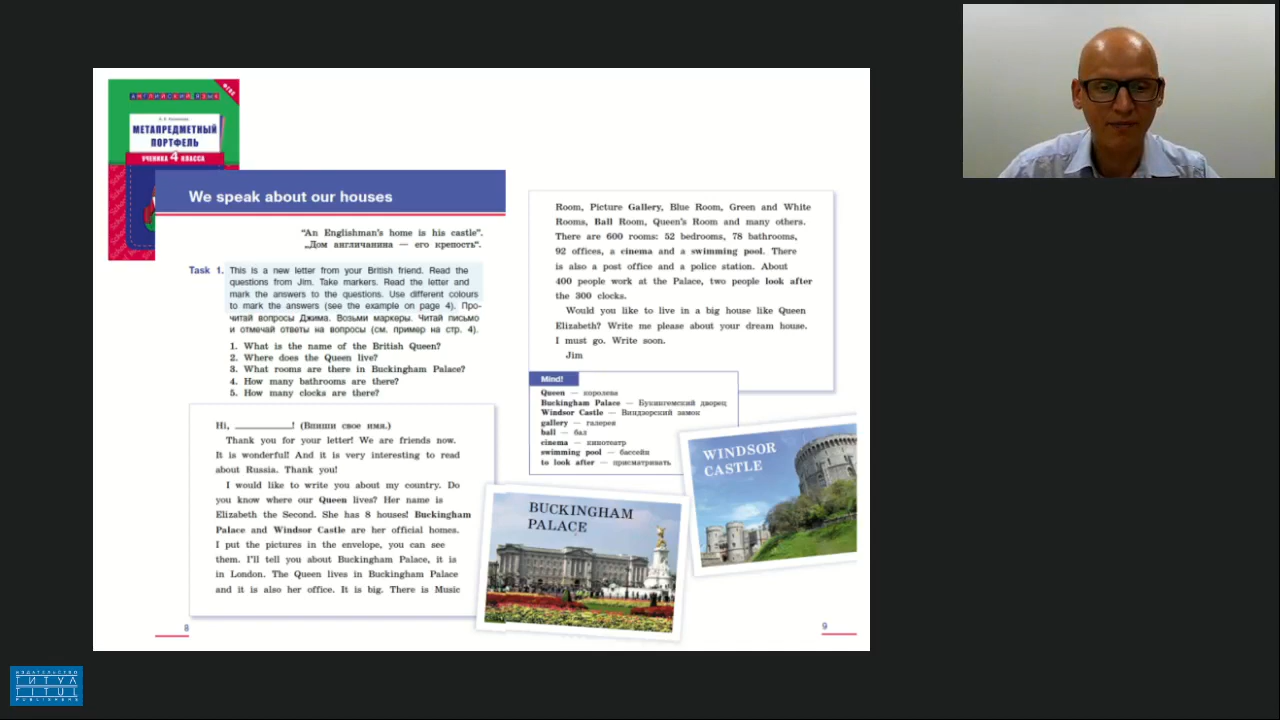 ФГОС
АНГЛИЙСКИЙ ЯЗЫК
МЕТАПРЕДМЕТНЫЙ
ПОРТФЕЛЬ
УЧЕНИКА 4 КЛАССА
We speak about our houses
“An Englishman's home is his castle”.
„Дом англичанина — его крепость“.
Task 1. This is a new letter from your British friend. Read the
questions from Jim. Take markers. Read the letter and
mark the answers to the questions. Use different colours
to mark the answers (see the example on page 4). Про-
читай вопросы Джима. Возьми маркеры. Читай письмо
и отмечай ответы на вопросы (см. пример на стр. 4).
1. What is the name of the British Queen?
2. Where does the Queen live?
3. What rooms are there in Buckingham Palace?
4. How many bathrooms are there?
5. How many clocks are there?
Hi, ___________! (Впиши свое имя.)
Thank you for your letter! We are friends now.
It is wonderful! And it is very interesting to read
about Russia. Thank you!
I would like to write you about my country. Do
you know where our Queen lives? Her name is
Elizabeth the Second. She has 8 houses! Buckingham
Palace and Windsor Castle are her official homes.
I put the pictures in the envelope, you can see
them. I'll tell you about Buckingham Palace, it is
in London. The Queen lives in Buckingham Palace
and it is also her office. It is big. There is Music
8
Room, Picture Gallery, Blue Room, Green and White
Rooms, Ball Room, Queen's Room and many others.
There are 600 rooms: 52 bedrooms, 78 bathrooms,
92 offices, a cinema and a swimming pool. There
is also a post office and a police station. About
400 people work at the Palace, two people look after
the 300 clocks.
Would you like to live in a big house like Queen
Elizabeth? Write me please about your dream house.
I must go. Write soon.
Jim
Mind!
Queen — королева
Buckingham Palace — Букингемский дворец
Windsor Castle — Виндзорский замок
gallery — галерея
ball — бал
cinema — кинотеатр
swimming pool — бассейн
to look after — присматривать
WINDSOR
CASTLE
BUCKINGHAM
PALACE
9
ИЗДАТЕЛЬСТВО
ТИТУЛ
TITUL
PUBLISHERS